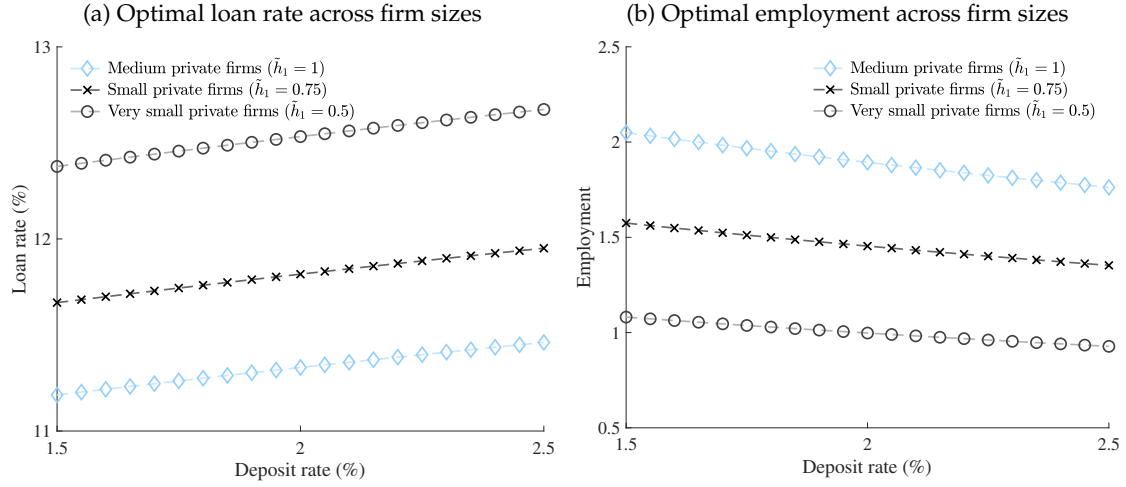 (a) Optimal loan rate across firm sizes
13
Medium private firms (h̃₁ = 1)
Small private firms (h̃₁ = 0.75)
Very small private firms (h̃₁ = 0.5)
12
11
Loan rate (%)
1.5
2
2.5
Deposit rate (%)
(b) Optimal employment across firm sizes
2.5
Medium private firms (h̃₁ = 1)
Small private firms (h̃₁ = 0.75)
Very small private firms (h̃₁ = 0.5)
2
1.5
1
0.5
Employment
1.5
2
2.5
Deposit rate (%)